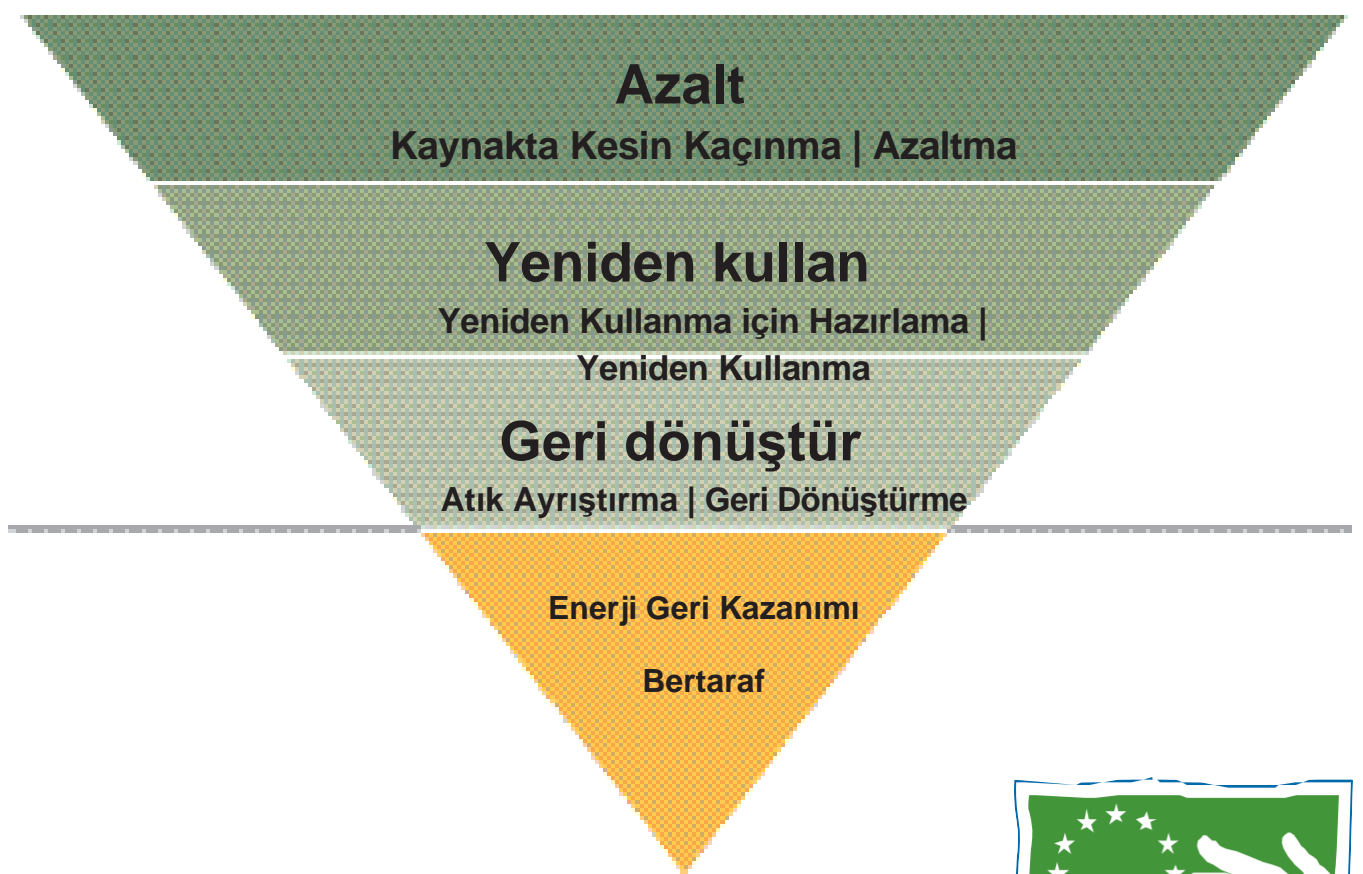 Azalt
Kaynakta Kesin Kaçınma | Azaltma
Yeniden kullan
Yeniden Kullanma için Hazırlama |
Yeniden Kullanma
Geri dönüştür
Atık Ayrıştırma | Geri Dönüştürme
Enerji Geri Kazanımı
Bertaraf